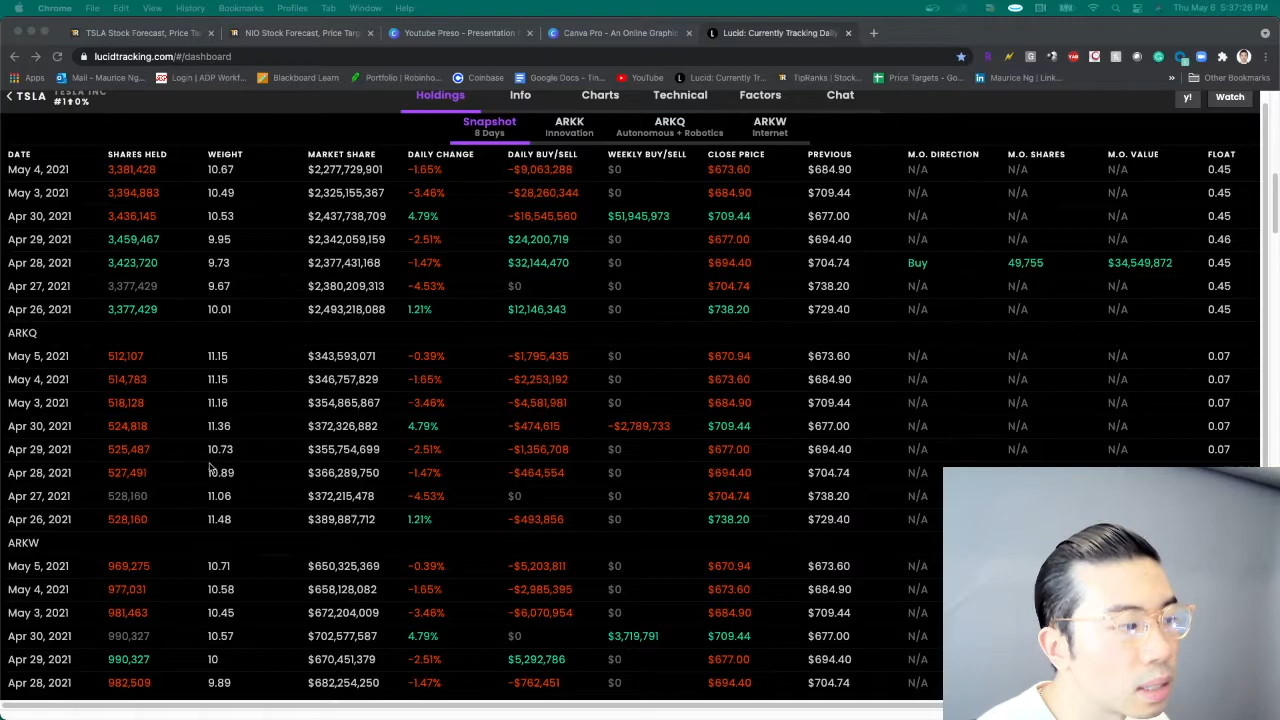 Chrome File Edit View History Bookmarks Profiles Tab Window Help Thu May 6 5:37:26 PM
TSLA Stock Forecast, Price Tar × NIO Stock Forecast, Price Targ × Youtube Preso - Presentation × Canva Pro - An Online Graphic × Lucid: Currently Tracking Daily × +
lucidtracking.com/#/dashboard
Apps Mail - Maurice Ng... Login | ADP Workf... Blackboard Learn Portfolio | Robinho... Coinbase Google Docs - Tin... YouTube Lucid: Currently Tr... TipRanks | Stock... Price Targets - Go... Maurice Ng | Link... » Other Bookmarks
TSLA TESLA INC Holdings Info Charts Technical Factors Chat y! Watch
#1 0%
Snapshot ARKK ARKQ ARKW
8 Days Innovation Autonomous + Robotics Internet
DATE SHARES HELD WEIGHT MARKET SHARE DAILY CHANGE DAILY BUY/SELL WEEKLY BUY/SELL CLOSE PRICE PREVIOUS M.O. DIRECTION M.O. SHARES M.O. VALUE FLOAT
May 4, 2021 3,381,428 10.67 $2,277,729,901 -1.65% -$9,063,288 $0 $673.60 $684.90 N/A N/A N/A 0.45
May 3, 2021 3,394,883 10.49 $2,325,155,367 -3.46% -$28,260,344 $0 $684.90 $709.44 N/A N/A N/A 0.45
Apr 30, 2021 3,436,145 10.53 $2,437,738,709 4.79% -$16,545,560 $51,945,973 $709.44 $677.00 N/A N/A N/A 0.45
Apr 29, 2021 3,459,467 9.95 $2,342,059,159 -2.51% $24,200,719 $0 $677.00 $694.40 N/A N/A N/A 0.46
Apr 28, 2021 3,423,720 9.73 $2,377,431,168 -1.47% $32,144,470 $0 $694.40 $704.74 Buy 49,755 $34,549,872 0.45
Apr 27, 2021 3,377,429 9.67 $2,380,209,313 -4.53% $0 $0 $704.74 $738.20 N/A N/A N/A 0.45
Apr 26, 2021 3,377,429 10.01 $2,493,218,088 1.21% $12,146,343 $0 $738.20 $729.40 N/A N/A N/A 0.45
ARKQ
May 5, 2021 512,107 11.15 $343,593,071 -0.39% -$1,795,435 $0 $670.94 $673.60 N/A N/A N/A 0.07
May 4, 2021 514,783 11.15 $346,757,829 -1.65% -$2,253,192 $0 $673.60 $684.90 N/A N/A N/A 0.07
May 3, 2021 518,128 11.16 $354,865,867 -3.46% -$4,581,981 $0 $684.90 $709.44 N/A N/A N/A 0.07
Apr 30, 2021 524,818 11.36 $372,326,882 4.79% -$474,615 -$2,789,733 $709.44 $677.00 N/A N/A N/A 0.07
Apr 29, 2021 525,487 10.73 $355,754,699 -2.51% -$1,356,708 $0 $677.00 $694.40 N/A N/A N/A 0.07
Apr 28, 2021 527,491 10.89 $366,289,750 -1.47% -$464,554 $0 $694.40 $704.74 N/A
Apr 27, 2021 528,160 11.06 $372,215,478 -4.53% $0 $0 $704.74 $738.20 N/A
Apr 26, 2021 528,160 11.48 $389,887,712 1.21% -$493,856 $0 $738.20 $729.40 N/A
ARKW
May 5, 2021 969,275 10.71 $650,325,369 -0.39% -$5,203,811 $0 $670.94 $673.60 N/A
May 4, 2021 977,031 10.58 $658,128,082 -1.65% -$2,985,395 $0 $673.60 $684.90 N/A
May 3, 2021 981,463 10.45 $672,204,009 -3.46% -$6,070,954 $0 $684.90 $709.44 N/A
Apr 30, 2021 990,327 10.57 $702,577,587 4.79% $0 $3,719,791 $709.44 $677.00 N/A
Apr 29, 2021 990,327 10 $670,451,379 -2.51% $5,292,786 $0 $677.00 $694.40 N/A
Apr 28, 2021 982,509 9.89 $682,254,250 -1.47% -$762,451 $0 $694.40 $704.74 N/A